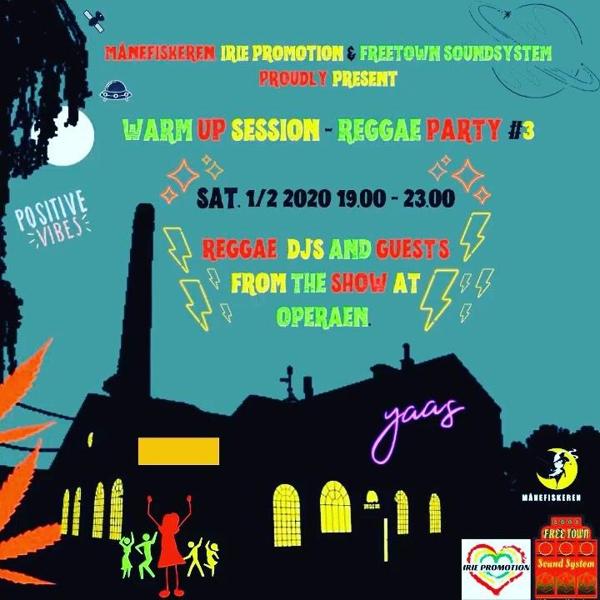 MÅNEFISKEREN IRIE PROMOTION & FREETOWN SOUNDSYSTEM
PROUDLY PRESENT
WARM UP SESSION - REGGAE PARTY #3
SAT. 1/2 2020 19.00 - 23.00
POSITIVE
VIBES
REGGAE DJS AND GUESTS
FROM THE SHOW AT
OPERAEN.
yaas
MÅNEFISKEREN
IRIE PROMOTION
FREETOWN
Sound System